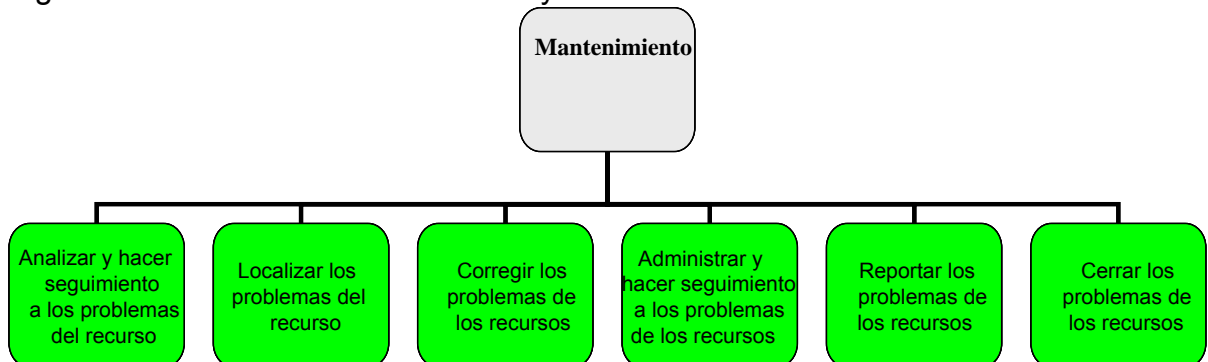 y
Mantenimiento
Analizar y hacer
seguimiento
a los problemas
del recurso
Localizar los
problemas del
recurso
Corregir los
problemas de
los recursos
Administrar y
hacer seguimiento
a los problemas
de los recursos
Reportar los
problemas de
los recursos
Cerrar los
problemas de
los recursos